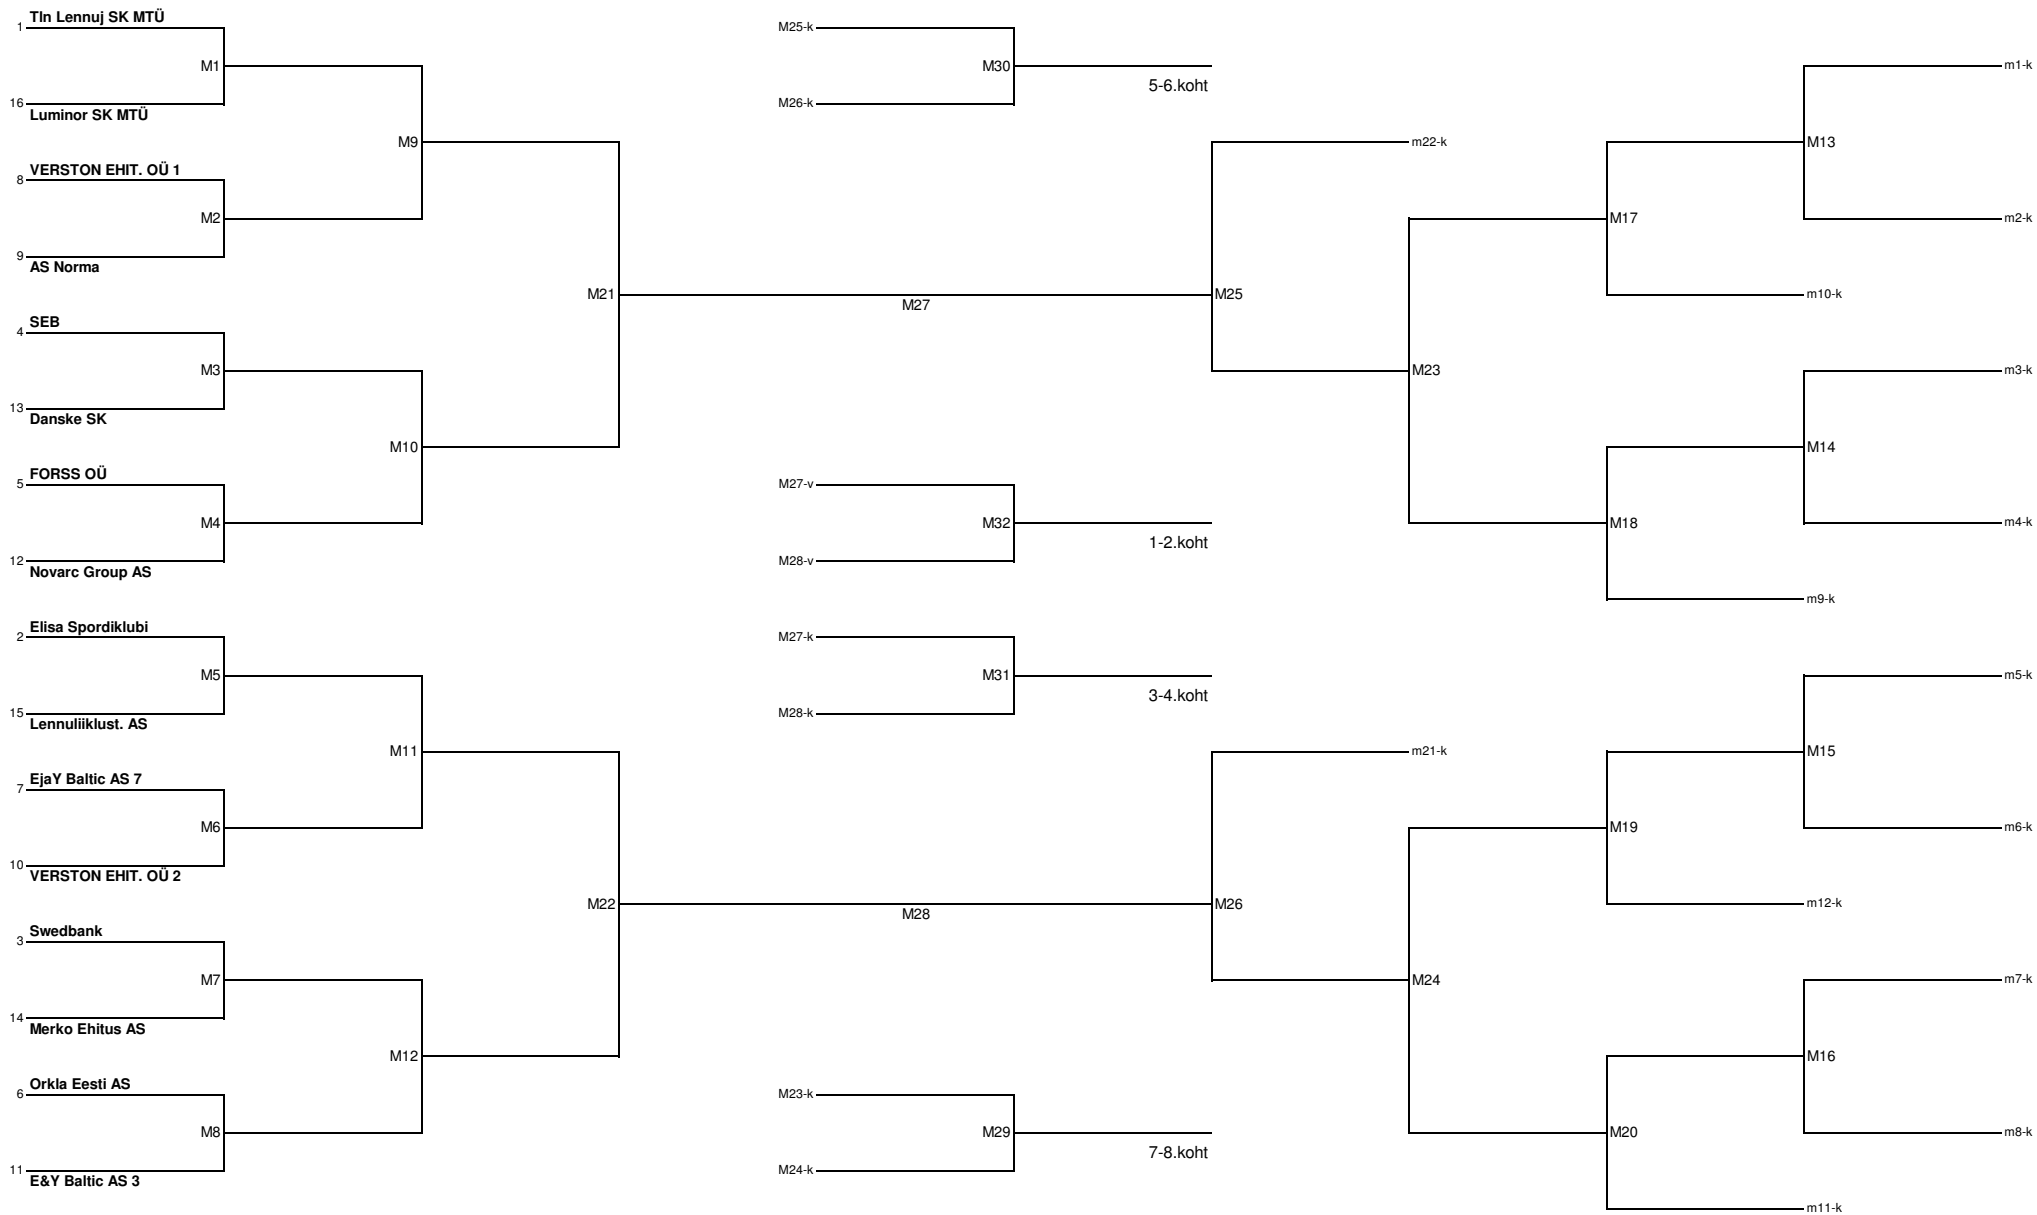 Tln Lennuj SK MTÜ
1
M1
16
Luminor SK MTÜ
M9
VERSTON EHIT. OÜ 1
8
M2
9
AS Norma
M21
SEB
4
M3
13
Danske SK
M10
FORSS OÜ
5
M4
12
Novarc Group AS
Elisa Spordiklubi
2
M5
15
Lennuliiklust. AS
M11
EjaY Baltic AS 7
7
M6
10
VERSTON EHIT. OÜ 2
M22
Swedbank
3
M7
14
Merko Ehitus AS
M12
Orkla Eesti AS
6
M8
11
E&Y Baltic AS 3
M25-k
M30
M26-k
5-6.koht
M27
M27-v
M32
M28-v
1-2.koht
M27-k
M31
M28-k
3-4.koht
M28
M23-k
M29
M24-k
7-8.koht
m22-k
M25
M23
m21-k
M26
M24
M17
m10-k
M18
m9-k
M19
m12-k
M20
m11-k
m1-k
M13
m2-k
m3-k
M14
m4-k
m5-k
M15
m6-k
m7-k
M16
m8-k